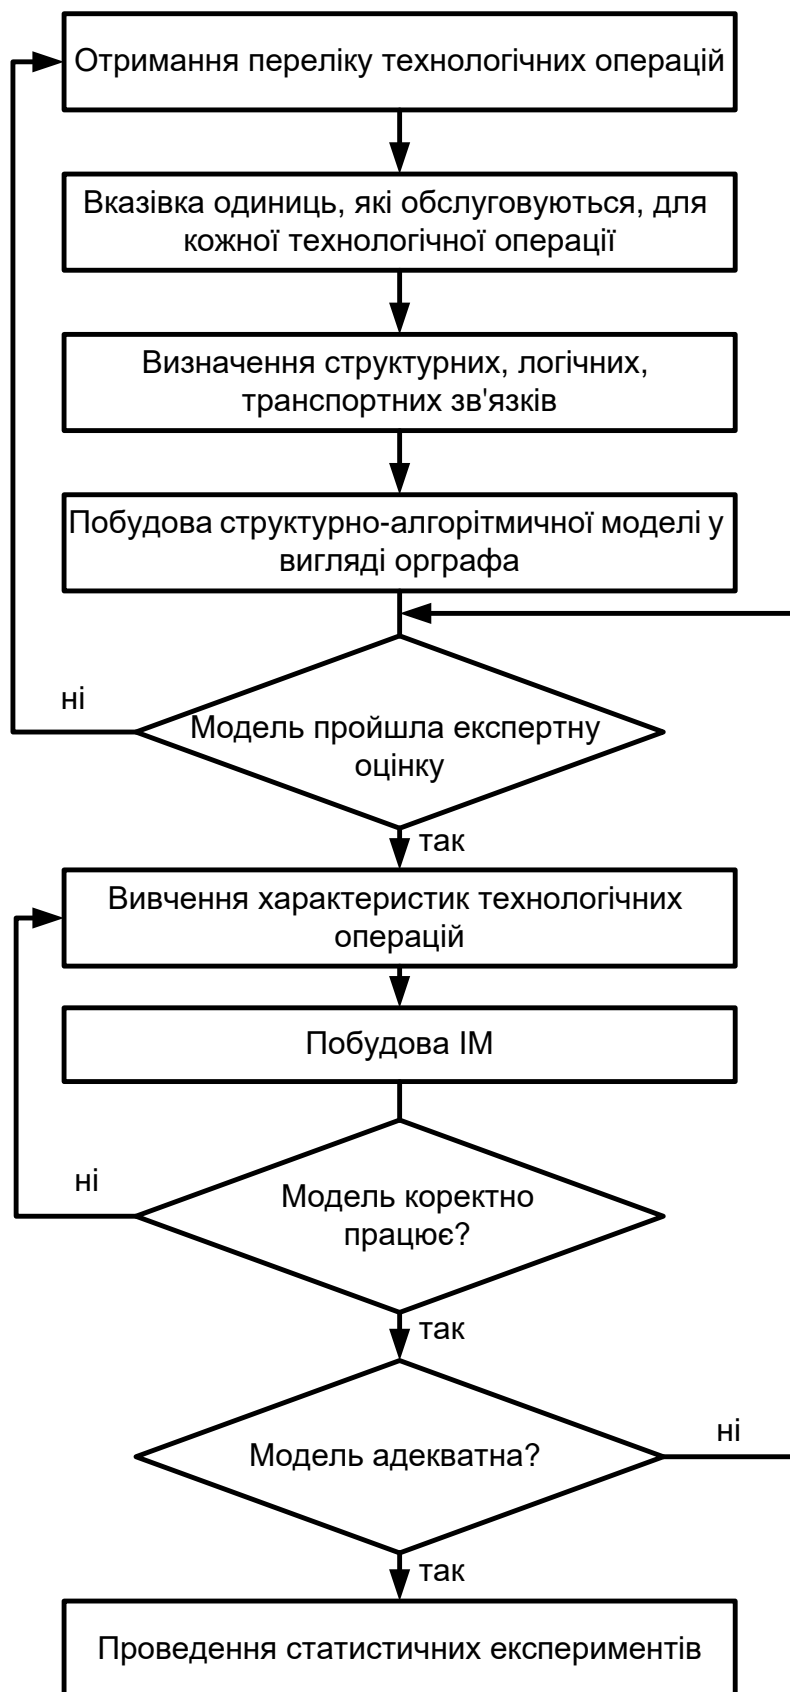 Отримання переліку технологічних операцій
Вказівка одиниць, які обслуговуються, для
кожної технологічної операції
Визначення структурних, логічних,
транспортних зв'язків
Побудова структурно-алгорітмичної моделі у
вигляді орграфа
ні
Модель пройшла експертну
оцінку
так
Вивчення характеристик технологічних
операцій
Побудова ІМ
ні
Модель коректно
працює?
так
ні
Модель адекватна?
так
Проведення статистичних експериментів